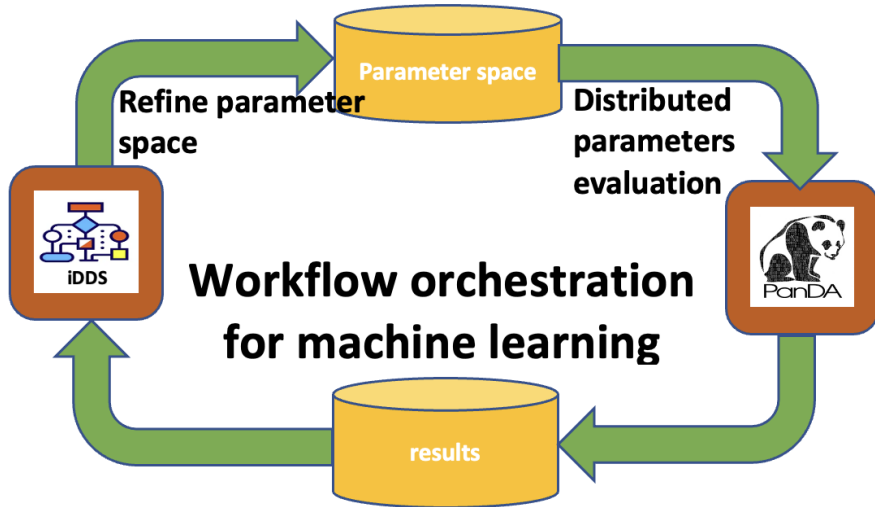 Parameter space
Refine parameter
space
Distributed
parameters
evaluation
iDDS
PanDA
Workflow orchestration
for machine learning
results